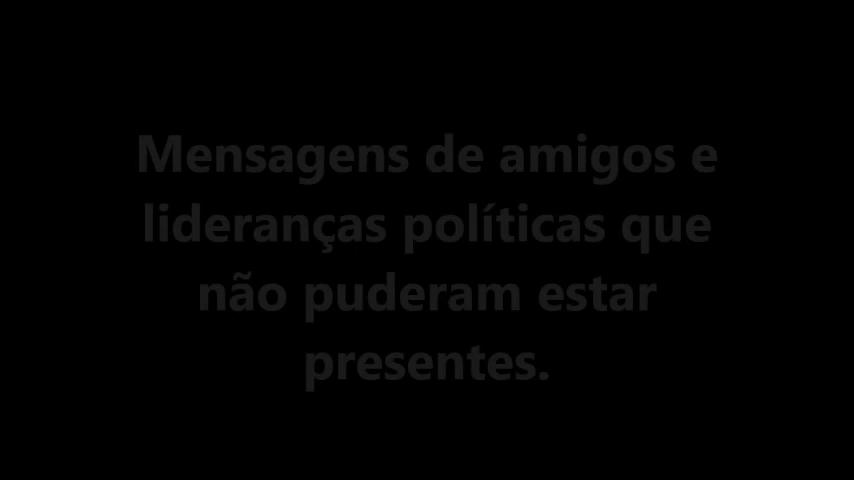 Mensagens de amigos e
lideranças políticas que
não puderam estar
presentes.